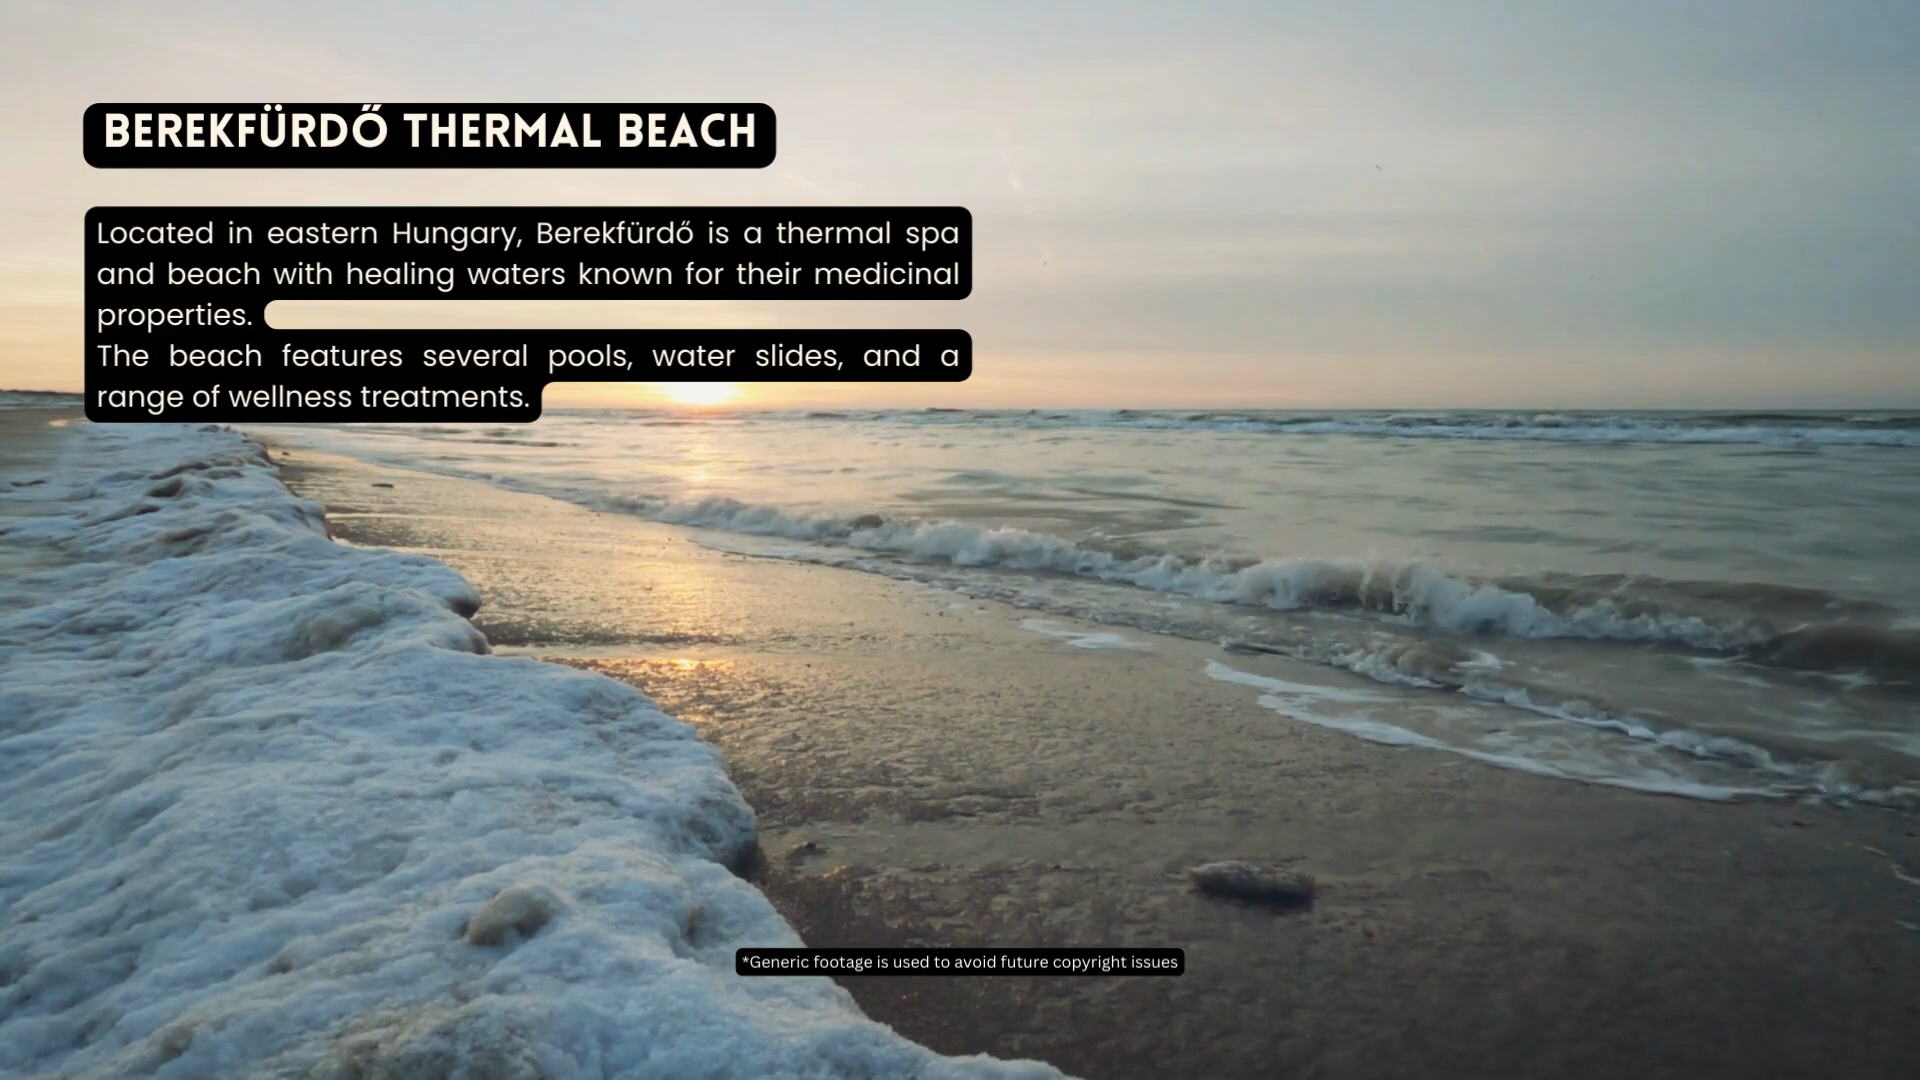 BEREKFÜRDŐ THERMAL BEACH
Located in eastern Hungary, Berekfürdő is a thermal spa
and beach with healing waters known for their medicinal
properties.
The beach features several pools, water slides, and a
range of wellness treatments.
*Generic footage is used to avoid future copyright issues